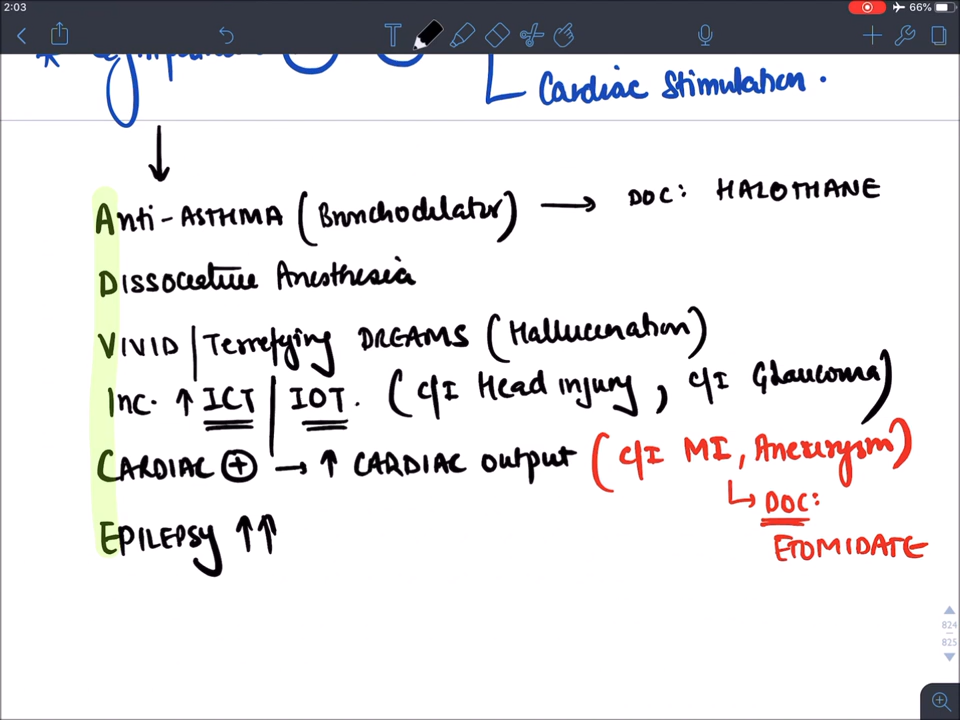 2:03
66%
T
Cardiac Stimulation.
Anti-ASTHMA (Bronchodilator) → DOC: HALOTHANE
DISSOCIATIVE Anesthesia
VIVID | Terrifying DREAMS (Hallucination)
Inc. ↑ ICT | IOT. (C/I Head injury, C/I Glaucoma)
CARDIAC ⊕ → ↑ CARDIAC output (C/I MI, Aneurysm)
↳ DOC:
ETOMIDATE
EPILEPSY ↑↑
824
825